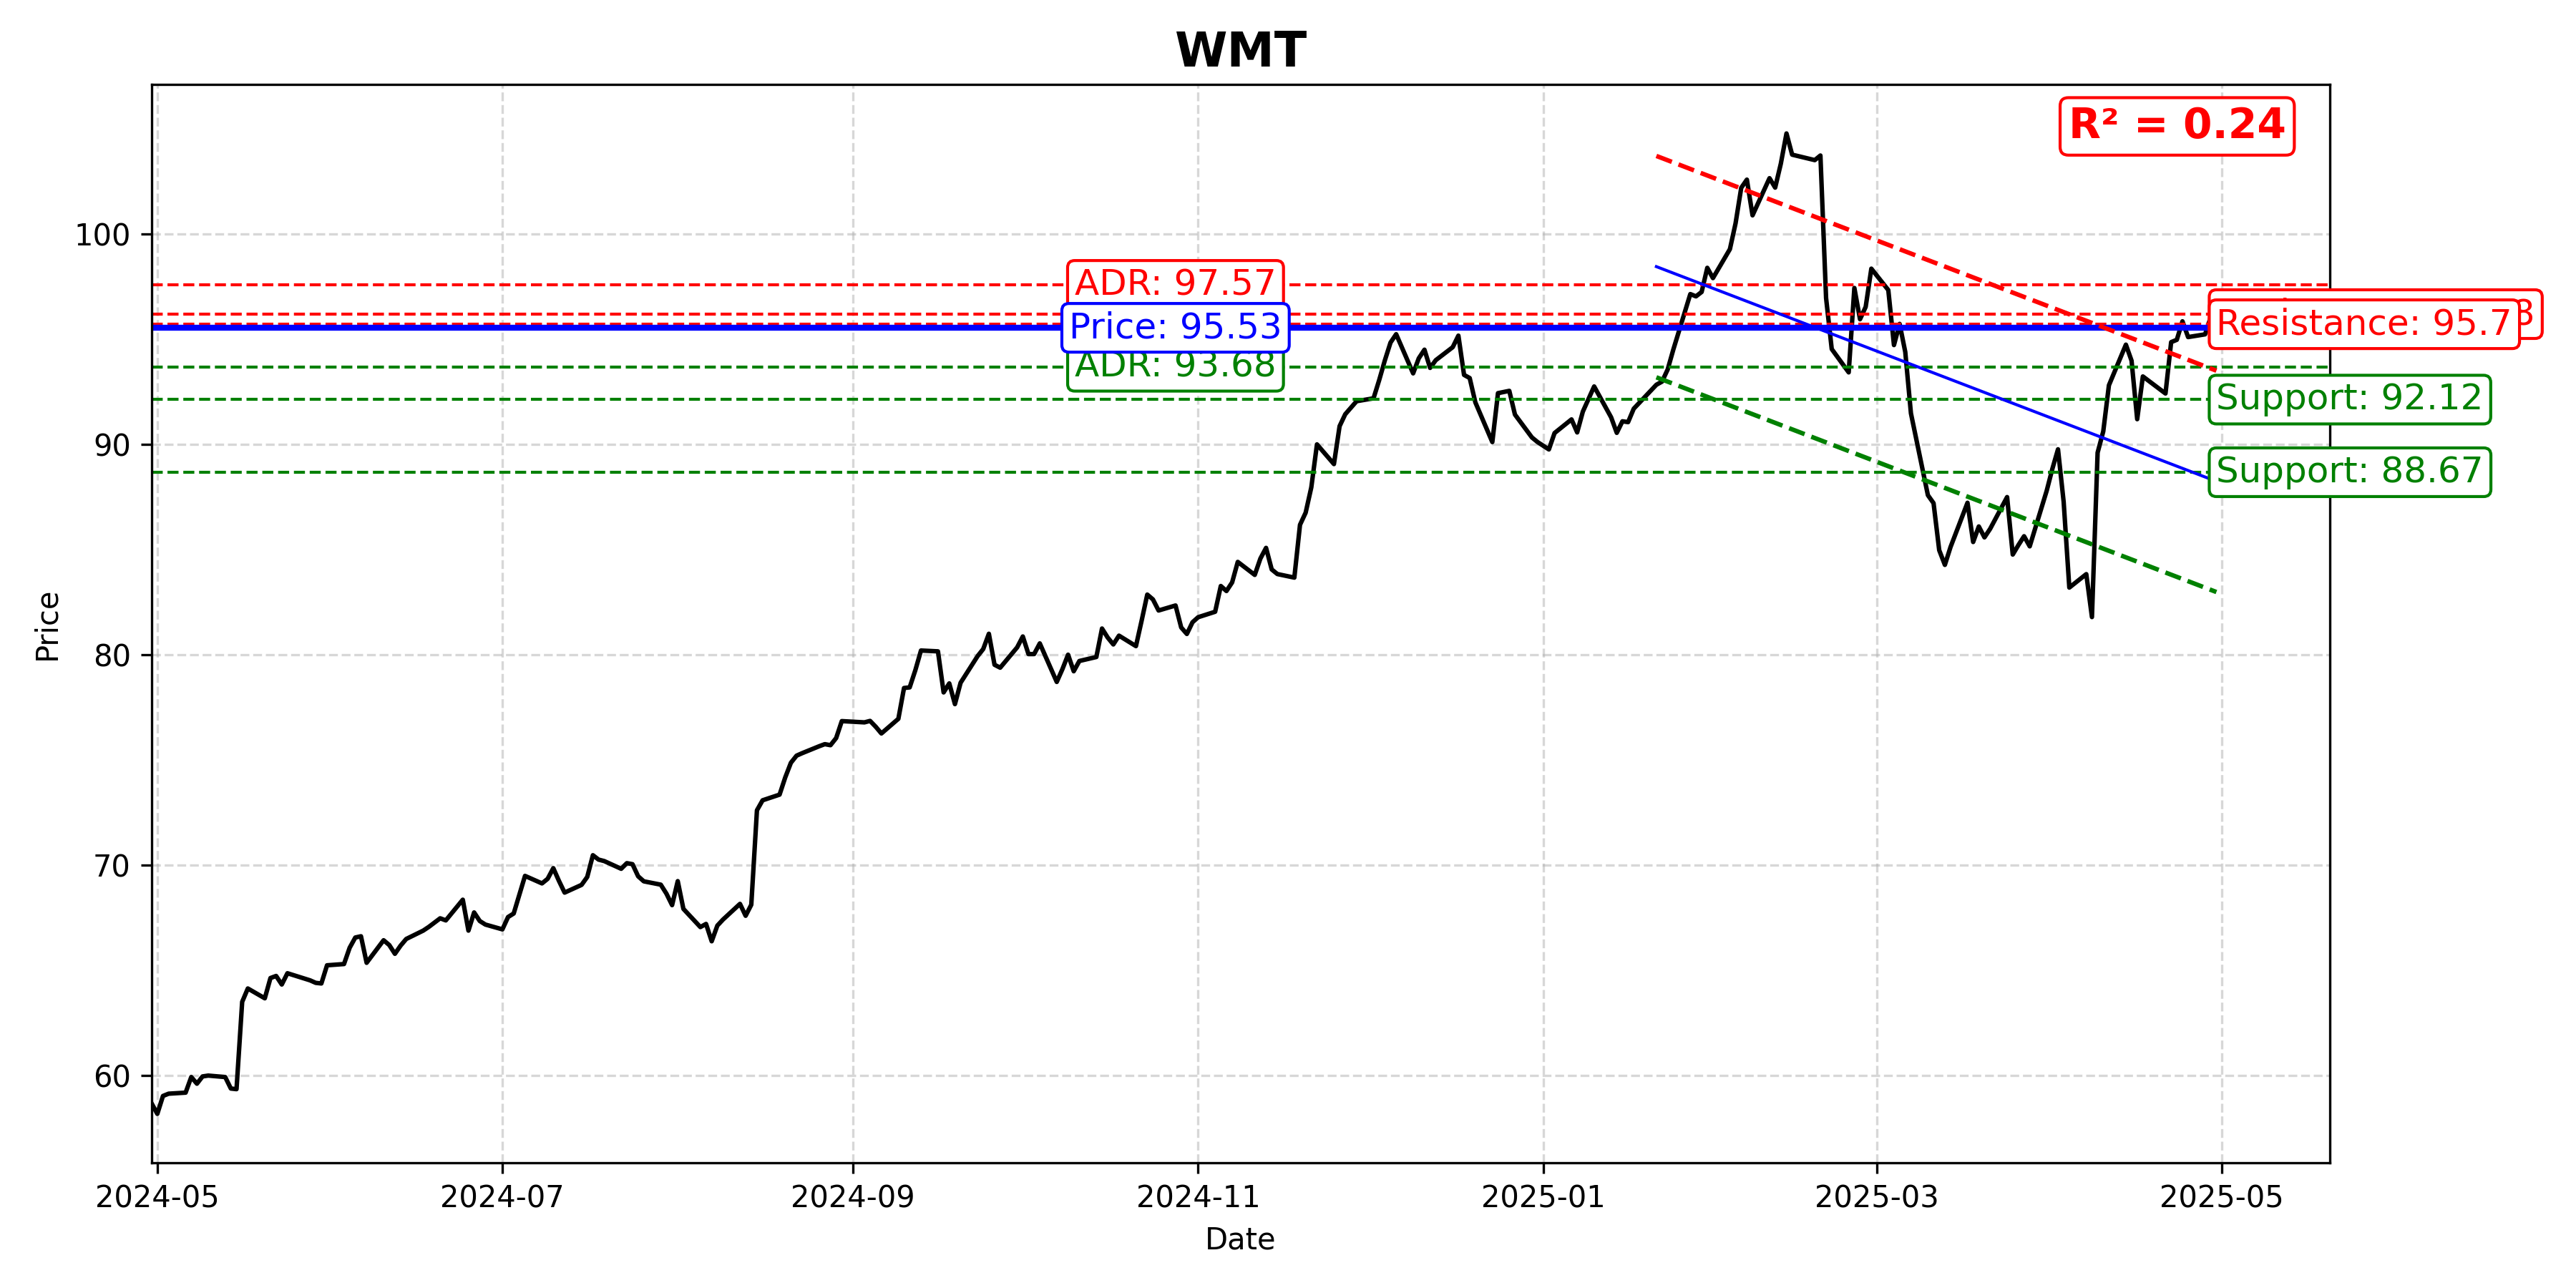 WMT
R² = 0.24
100
90
80
70
60
Price
ADR: 97.57
Price: 95.53
ADR: 93.68
Resistance: 95.7
Support: 92.12
Support: 88.67
2024-05
2024-07
2024-09
2024-11
2025-01
2025-03
2025-05
Date